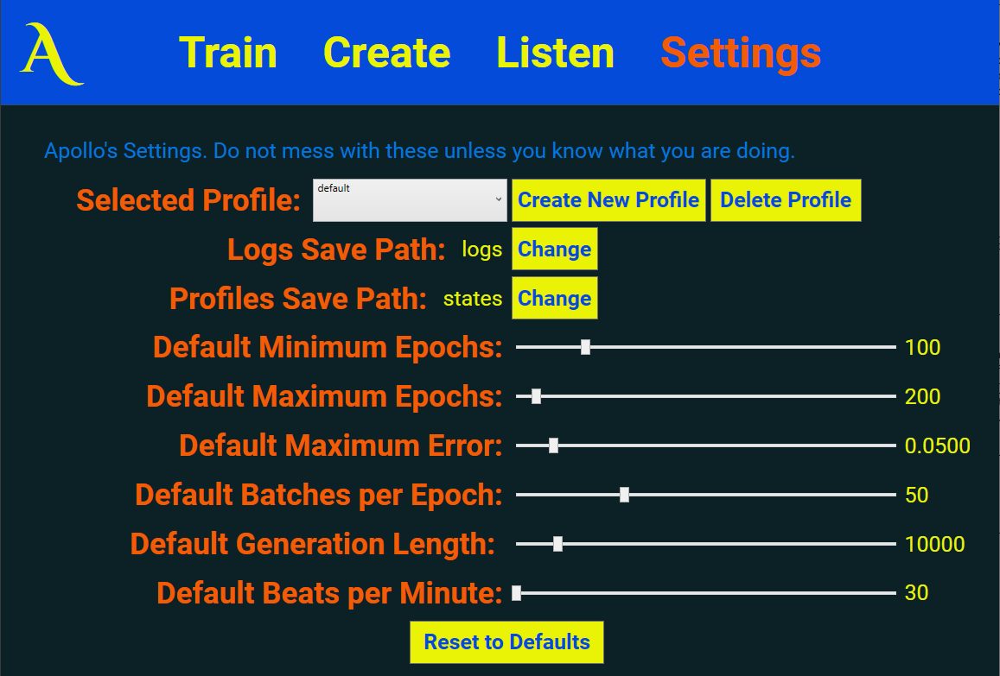 A Train Create Listen Settings
Apollo's Settings. Do not mess with these unless you know what you are doing.
Selected Profile: default Create New Profile Delete Profile
Logs Save Path: logs Change
Profiles Save Path: states Change
Default Minimum Epochs: 100
Default Maximum Epochs: 200
Default Maximum Error: 0.0500
Default Batches per Epoch: 50
Default Generation Length: 10000
Default Beats per Minute: 30
Reset to Defaults